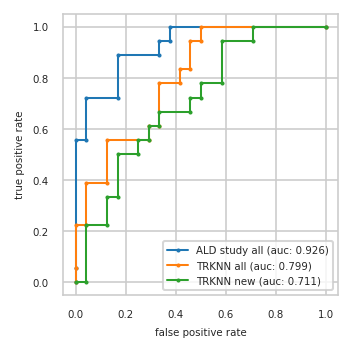 1.0
0.8
0.6
0.4
0.2
0.0
true positive rate
ALD study all (auc: 0.926)
TRKNN all (auc: 0.799)
TRKNN new (auc: 0.711)
0.0 0.2 0.4 0.6 0.8 1.0
false positive rate